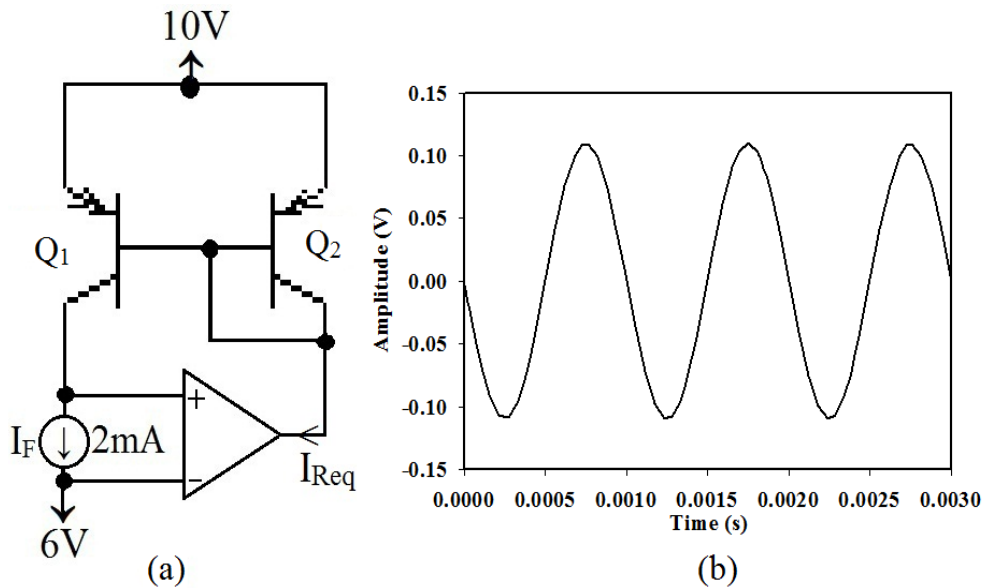 10V
Q1
Q2
+
IF
2mA
-
IReq
6V
(a)
0.15
0.10
0.05
0.00
-0.05
-0.10
-0.15
Amplitude (V)
0.0000 0.0005 0.0010 0.0015 0.0020 0.0025 0.0030
Time (s)
(b)